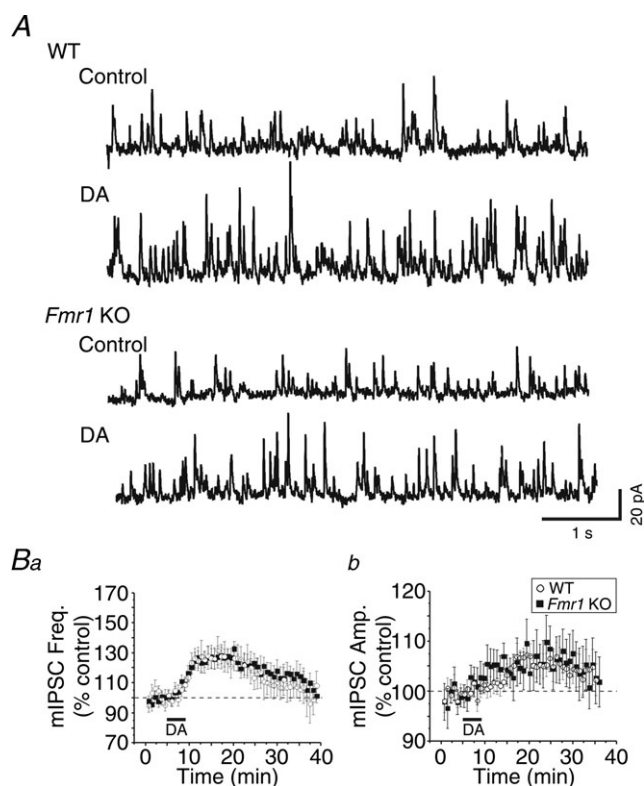 A
WT
Control
DA
Fmr1 KO
Control
DA
20 pA
1 s
Ba
mIPSC Freq.
(% control)
170
150
130
110
90
70
DA
0 10 20 30 40
Time (min)
b
mIPSC Amp.
(% control)
120
110
100
90
WT
Fmr1 KO
DA
0 10 20 30 40
Time (min)